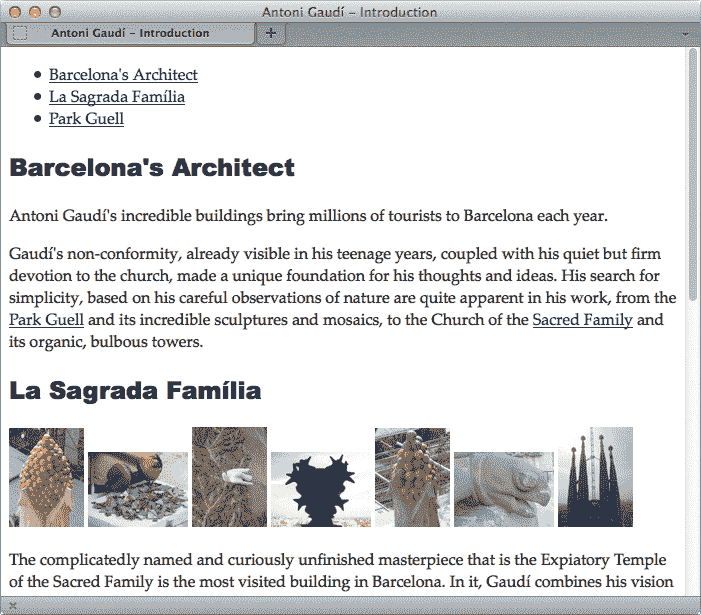 Antoni Gaudí – Introduction
Antoni Gaudí – Introduction
Barcelona's Architect
La Sagrada Família
Park Guell
Barcelona's Architect
Antoni Gaudí's incredible buildings bring millions of tourists to Barcelona each year.
Gaudí's non-conformity, already visible in his teenage years, coupled with his quiet but firm
devotion to the church, made a unique foundation for his thoughts and ideas. His search for
simplicity, based on his careful observations of nature are quite apparent in his work, from the
Park Guell and its incredible sculptures and mosaics, to the Church of the Sacred Family and
its organic, bulbous towers.
La Sagrada Família
The complicatedly named and curiously unfinished masterpiece that is the Expiatory Temple
of the Sacred Family is the most visited building in Barcelona. In it, Gaudí combines his vision